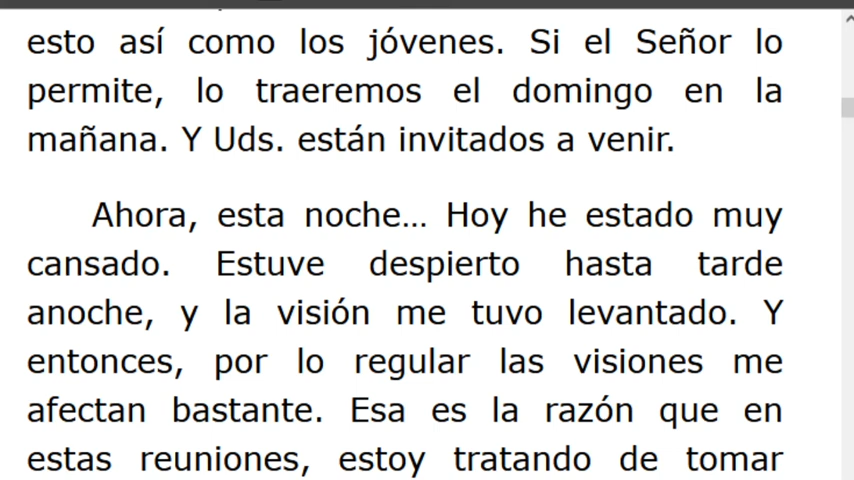 esto así como los jóvenes. Si el Señor lo
permite, lo traeremos el domingo en la
mañana. Y Uds. están invitados a venir.
Ahora, esta noche… Hoy he estado muy
cansado. Estuve despierto hasta tarde
anoche, y la visión me tuvo levantado. Y
entonces, por lo regular las visiones me
afectan bastante. Esa es la razón que en
estas reuniones, estoy tratando de tomar